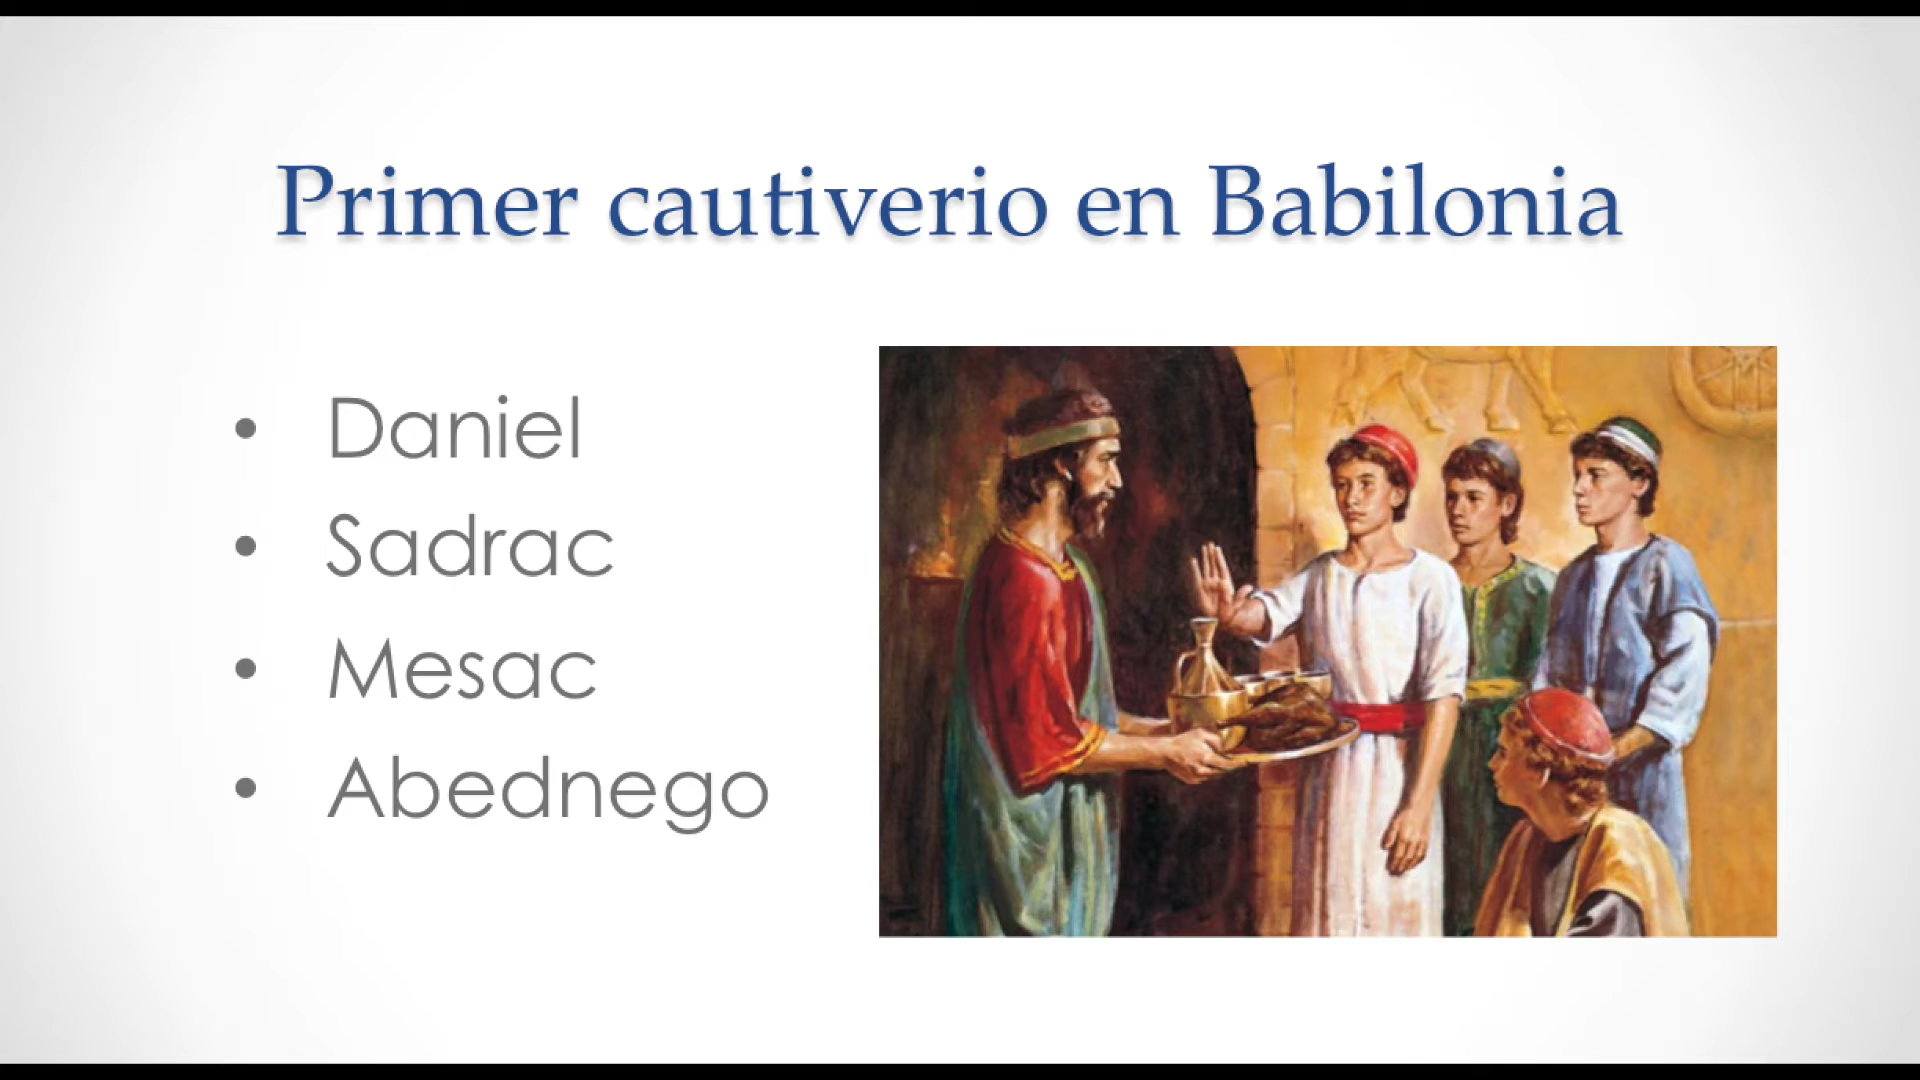 Primer cautiverio en Babilonia
• Daniel
• Sadrac
• Mesac
• Abednego